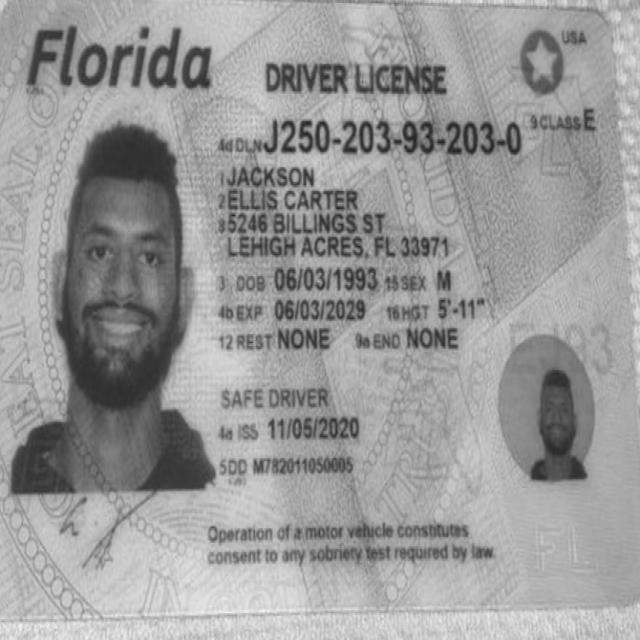 Florida
DRIVER LICENSE
USA
4d DLN J250-203-93-203-0
9 CLASS E
1 JACKSON
2 ELLIS CARTER
8 5246 BILLINGS ST
LEHIGH ACRES, FL 33971
3 DOB 06/03/1993 15 SEX M
4b EXP 06/03/2029 16 HGT 5'-11"
12 REST NONE 9a END NONE
SAFE DRIVER
4a ISS 11/05/2020
5DD M782011050005
Operation of a motor vehicle constitutes
consent to any sobriety test required by law.
FL